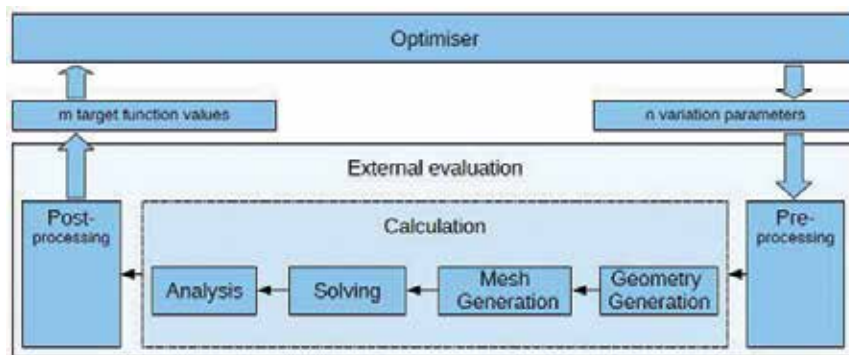 Optimiser
m target function values
n variation parameters
External evaluation
Post-
processing
Calculation
Pre-
processing
Analysis
Solving
Mesh
Generation
Geometry
Generation